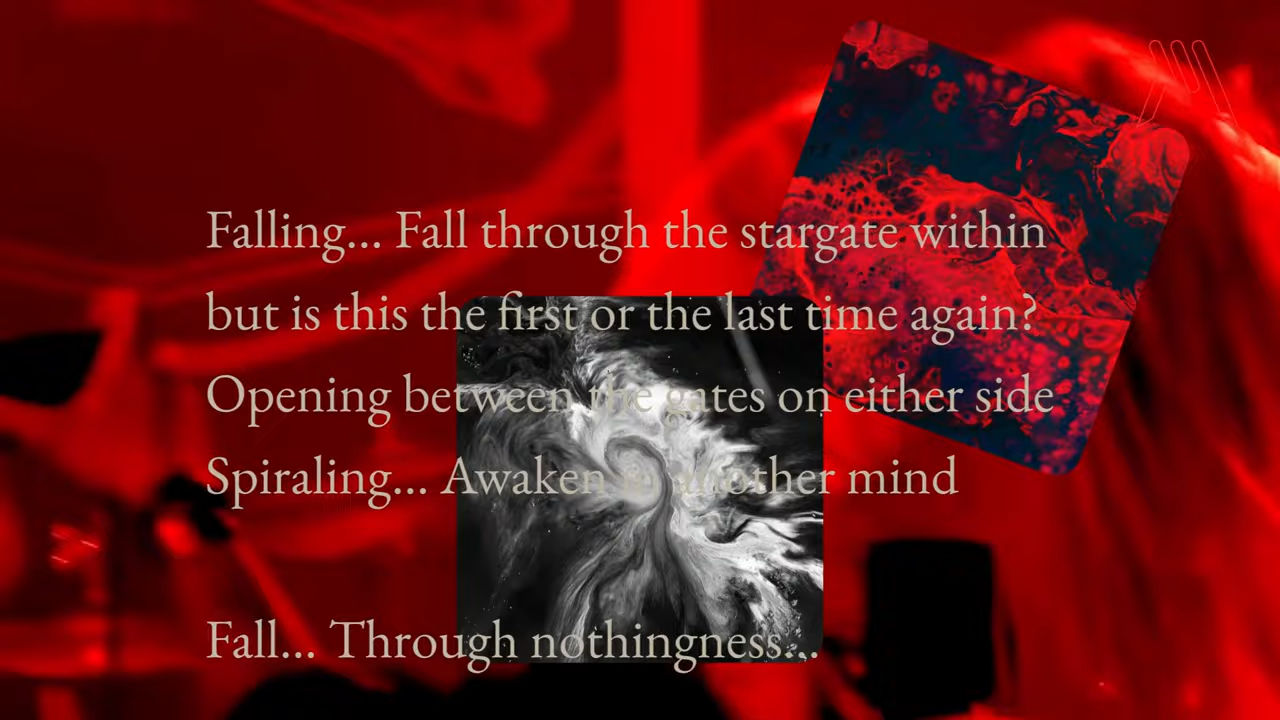 Falling... Fall through the stargate within
but is this the first or the last time again?
Opening between the gates on either side
Spiraling... Awaken in another mind
Fall... Through nothingness...